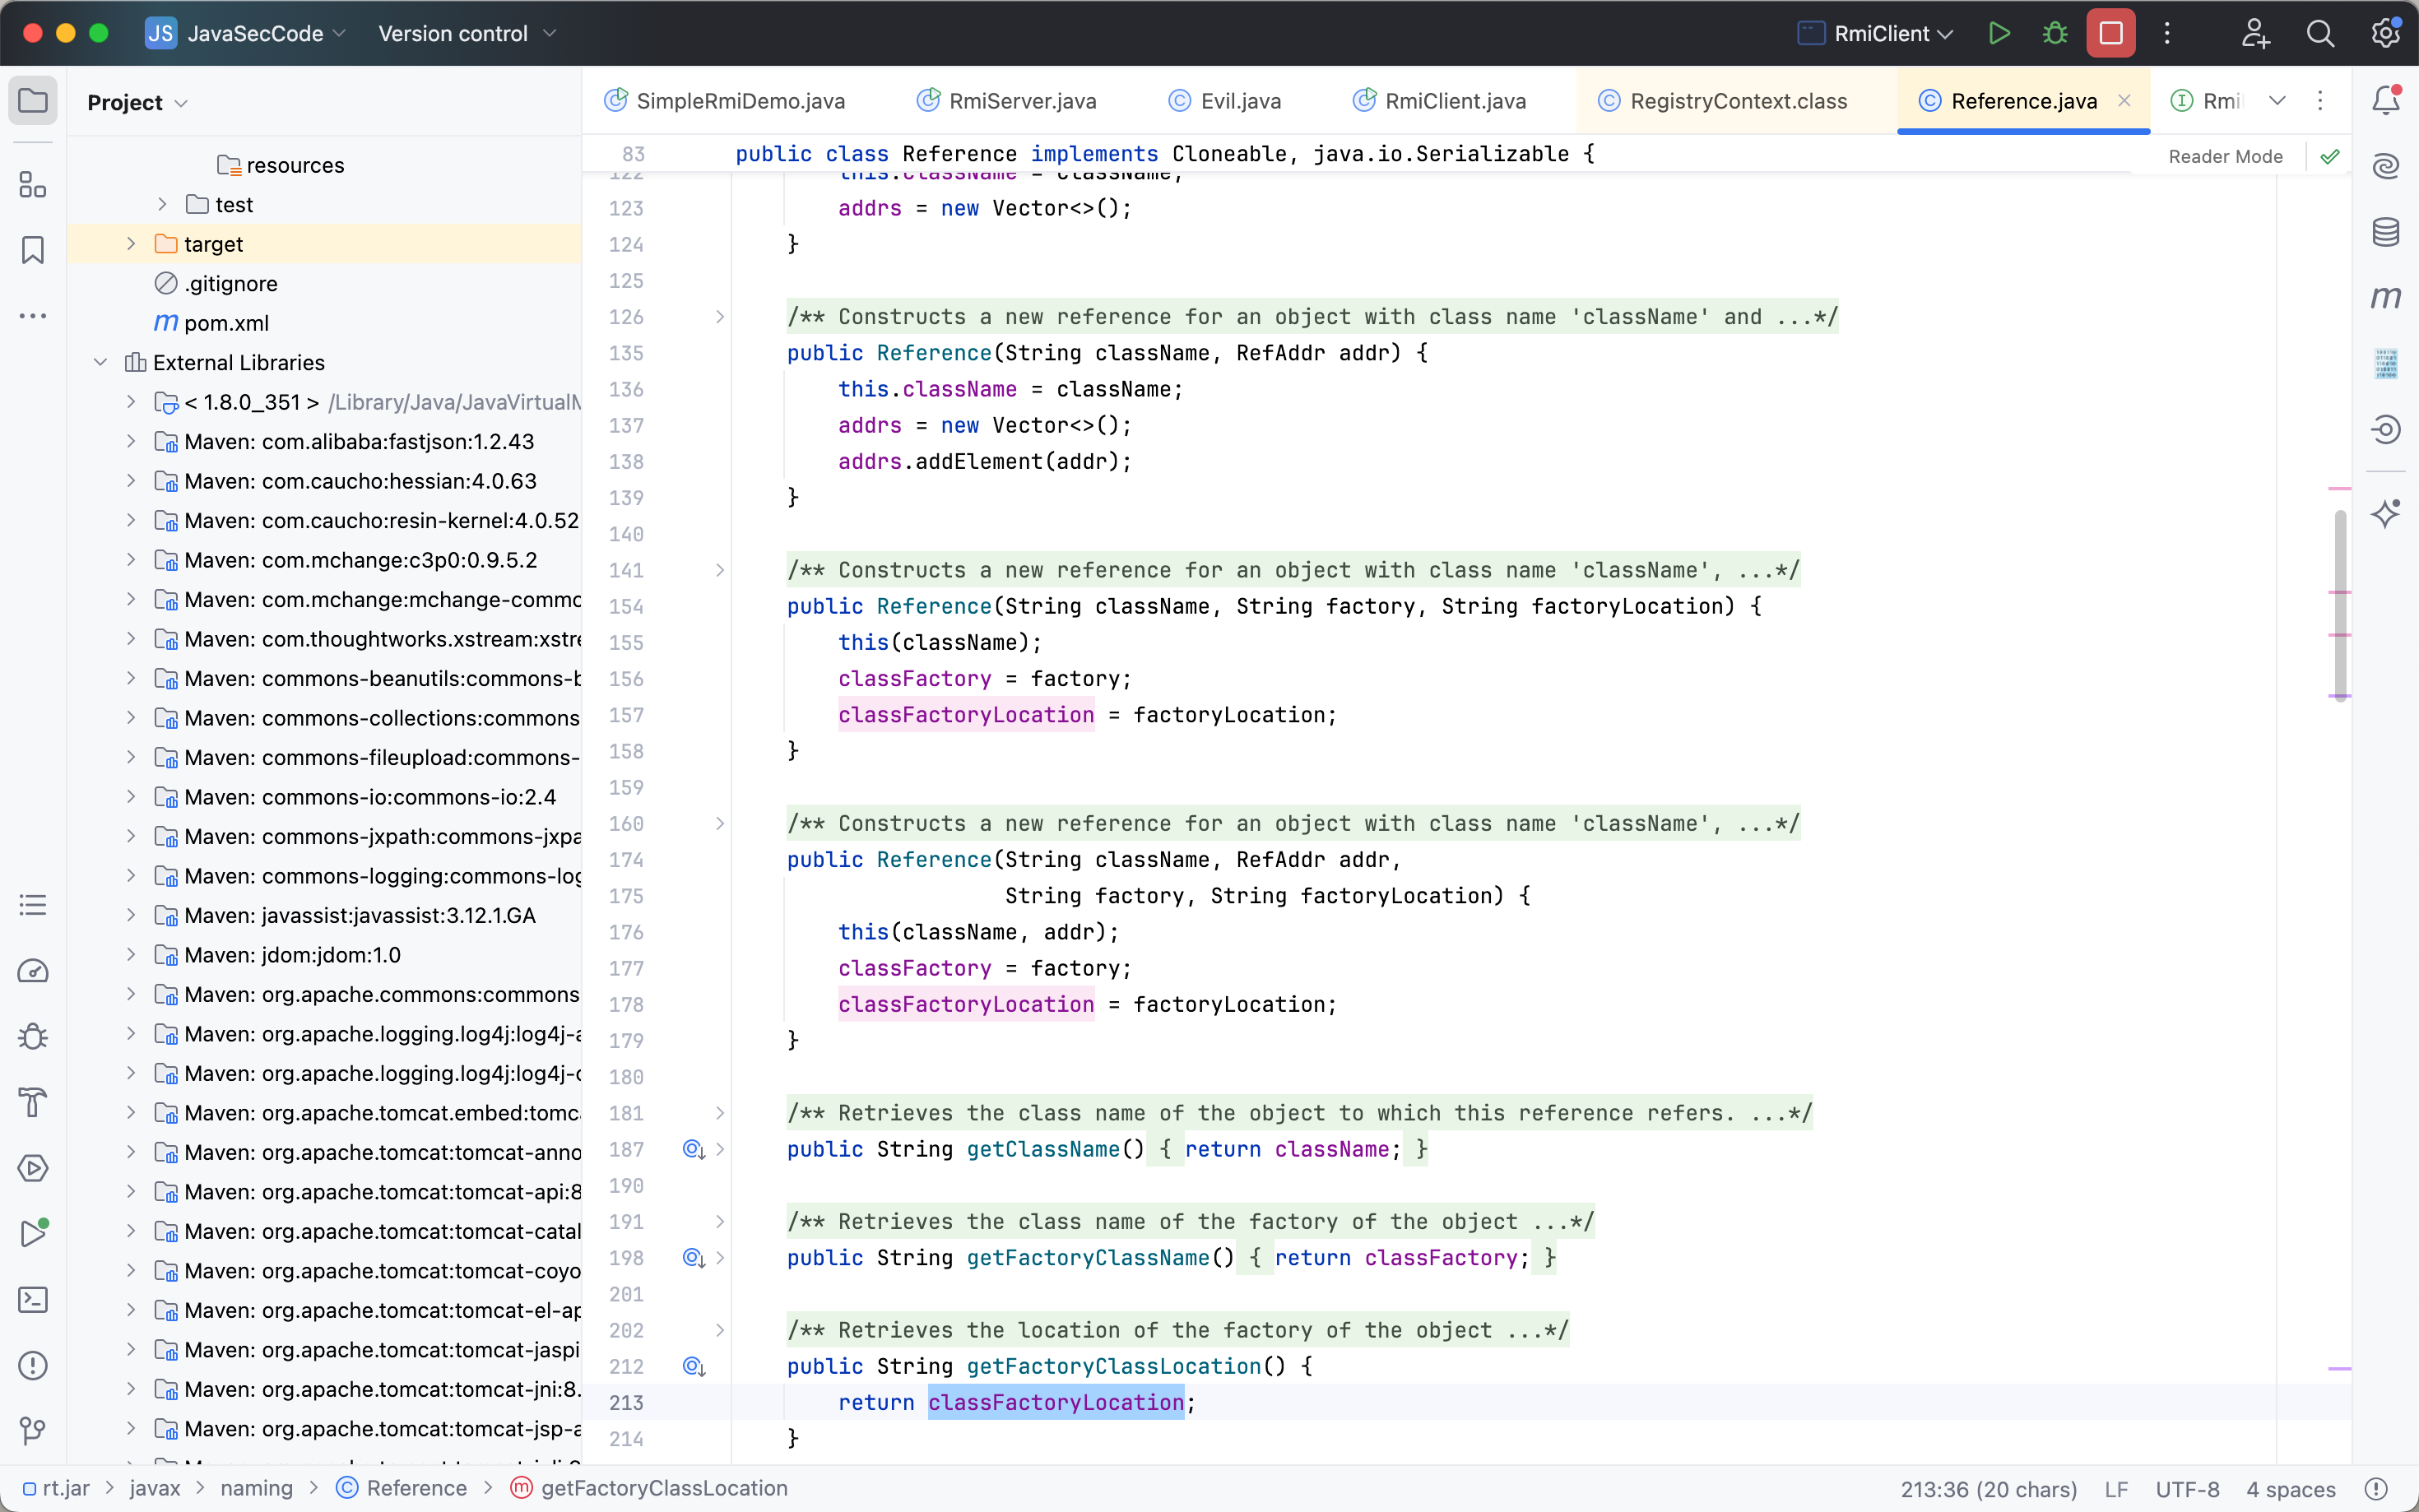 JS JavaSecCode Version control RmiClient
Project
resources
test
target
.gitignore
pom.xml
External Libraries
< 1.8.0_351 > /Library/Java/JavaVirtualM
Maven: com.alibaba:fastjson:1.2.43
Maven: com.caucho:hessian:4.0.63
Maven: com.caucho:resin-kernel:4.0.52
Maven: com.mchange:c3p0:0.9.5.2
Maven: com.mchange:mchange-commo
Maven: com.thoughtworks.xstream:xstre
Maven: commons-beanutils:commons-b
Maven: commons-collections:commons
Maven: commons-fileupload:commons-
Maven: commons-io:commons-io:2.4
Maven: commons-jxpath:commons-jxpa
Maven: commons-logging:commons-log
Maven: javassist:javassist:3.12.1.GA
Maven: jdom:jdom:1.0
Maven: org.apache.commons:commons
Maven: org.apache.logging.log4j:log4j-a
Maven: org.apache.logging.log4j:log4j-c
Maven: org.apache.tomcat.embed:tomc
Maven: org.apache.tomcat:tomcat-anno
Maven: org.apache.tomcat:tomcat-api:8
Maven: org.apache.tomcat:tomcat-catal
Maven: org.apache.tomcat:tomcat-coyo
Maven: org.apache.tomcat:tomcat-el-ap
Maven: org.apache.tomcat:tomcat-jaspi
Maven: org.apache.tomcat:tomcat-jni:8.
Maven: org.apache.tomcat:tomcat-jsp-a
SimpleRmiDemo.java RmiServer.java Evil.java RmiClient.java RegistryContext.class Reference.java Rmi
83 public class Reference implements Cloneable, java.io.Serializable {
Reader Mode
122 this.className = className;
123 addrs = new Vector<>();
124 }
125
126 /** Constructs a new reference for an object with class name 'className' and ...*/
135 public Reference(String className, RefAddr addr) {
136 this.className = className;
137 addrs = new Vector<>();
138 addrs.addElement(addr);
139 }
140
141 /** Constructs a new reference for an object with class name 'className', ...*/
154 public Reference(String className, String factory, String factoryLocation) {
155 this(className);
156 classFactory = factory;
157 classFactoryLocation = factoryLocation;
158 }
159
160 /** Constructs a new reference for an object with class name 'className', ...*/
174 public Reference(String className, RefAddr addr,
175 String factory, String factoryLocation) {
176 this(className, addr);
177 classFactory = factory;
178 classFactoryLocation = factoryLocation;
179 }
180
181 /** Retrieves the class name of the object to which this reference refers. ...*/
187 public String getClassName() { return className; }
190
191 /** Retrieves the class name of the factory of the object ...*/
198 public String getFactoryClassName() { return classFactory; }
201
202 /** Retrieves the location of the factory of the object ...*/
212 public String getFactoryClassLocation() {
213 return classFactoryLocation;
214 }
rt.jar > javax > naming > Reference > getFactoryClassLocation
213:36 (20 chars) LF UTF-8 4 spaces